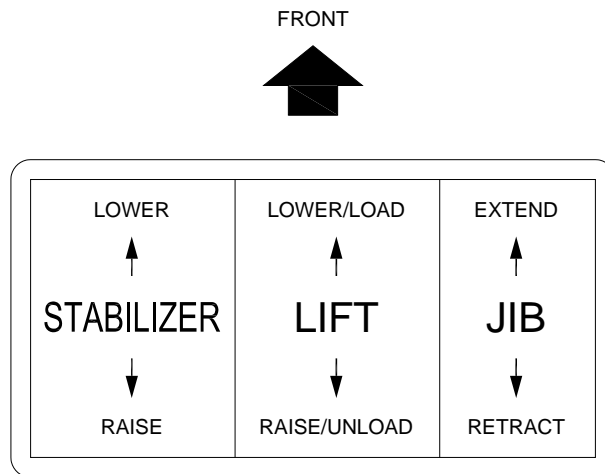 FRONT
LOWER
LOWER/LOAD
EXTEND
STABILIZER
LIFT
JIB
RAISE
RAISE/UNLOAD
RETRACT